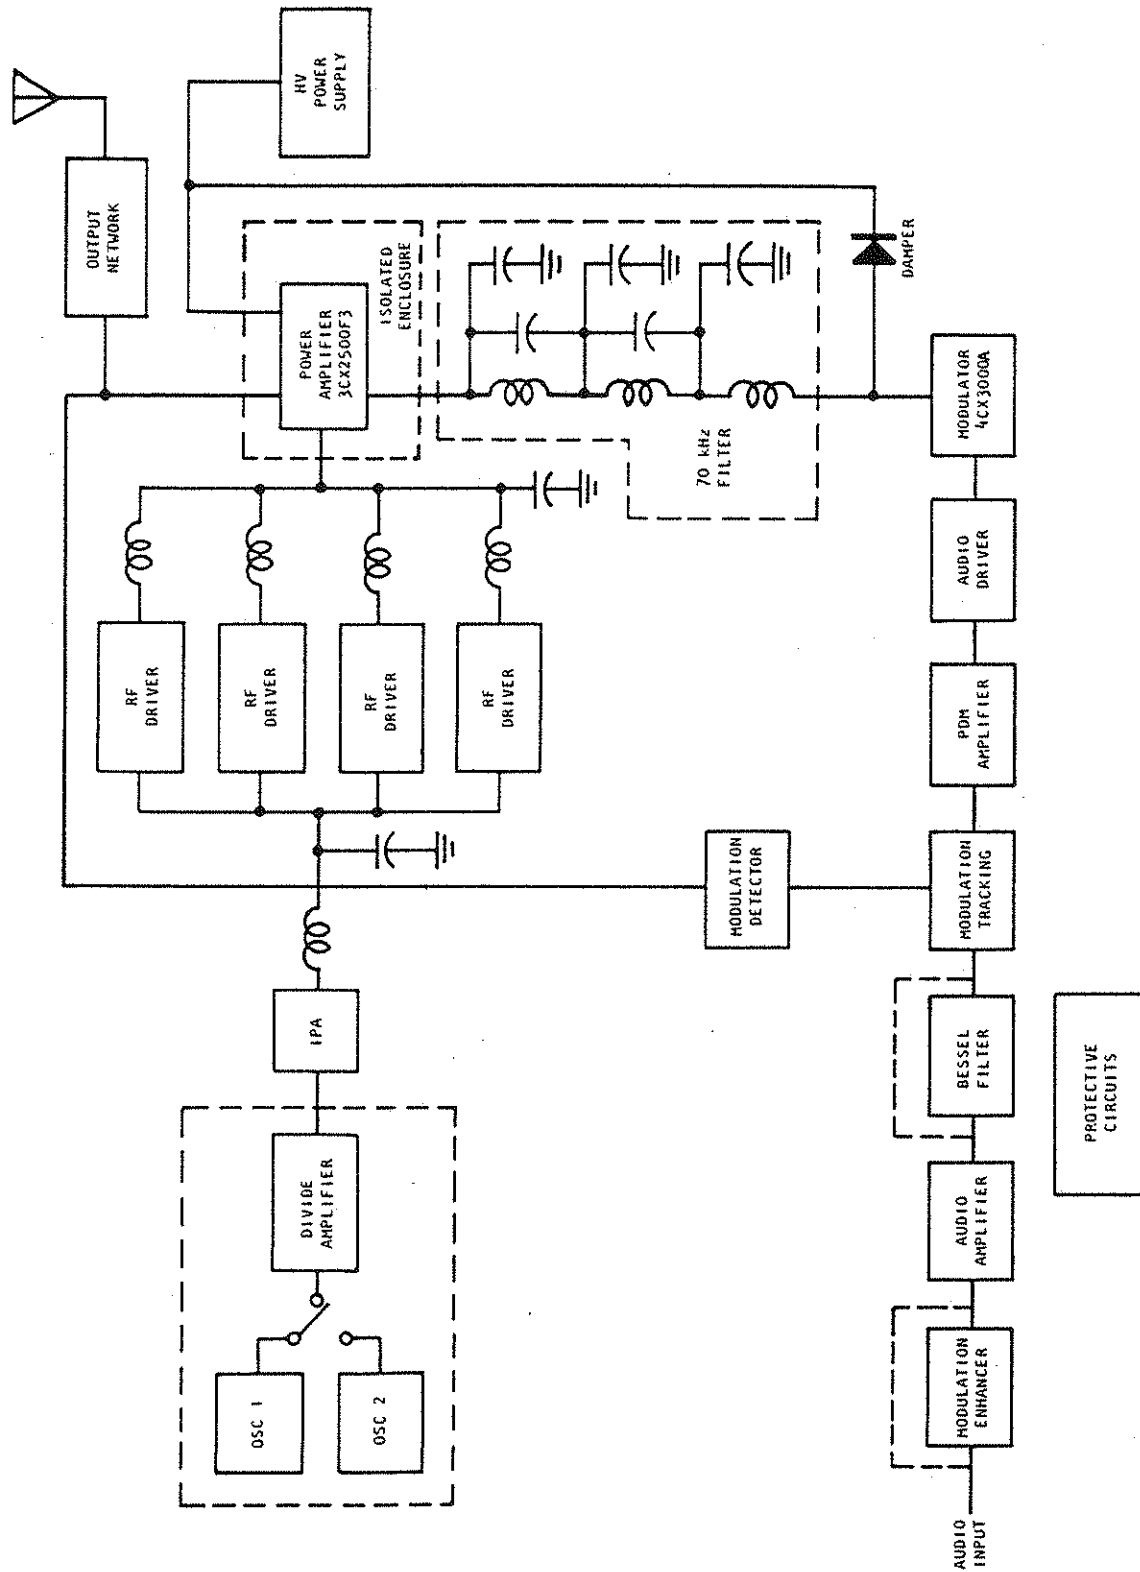 HV
POWER
SUPPLY
OUTPUT
NETWORK
POWER
AMPLIFIER
3CX2500F3
ISOLATED
ENCLOSURE
70 kHz
FILTER
DAMPER
RF
DRIVER
RF
DRIVER
RF
DRIVER
RF
DRIVER
IPA
DIVIDE
AMPLIFIER
OSC 1
OSC 2
MODULATION
DETECTOR
AUDIO
INPUT
MODULATION
ENHANCER
AUDIO
AMPLIFIER
BESSEL
FILTER
MODULATION
TRACKING
PDM
AMPLIFIER
AUDIO
DRIVER
MODULATOR
4CX3000A
PROTECTIVE
CIRCUITS